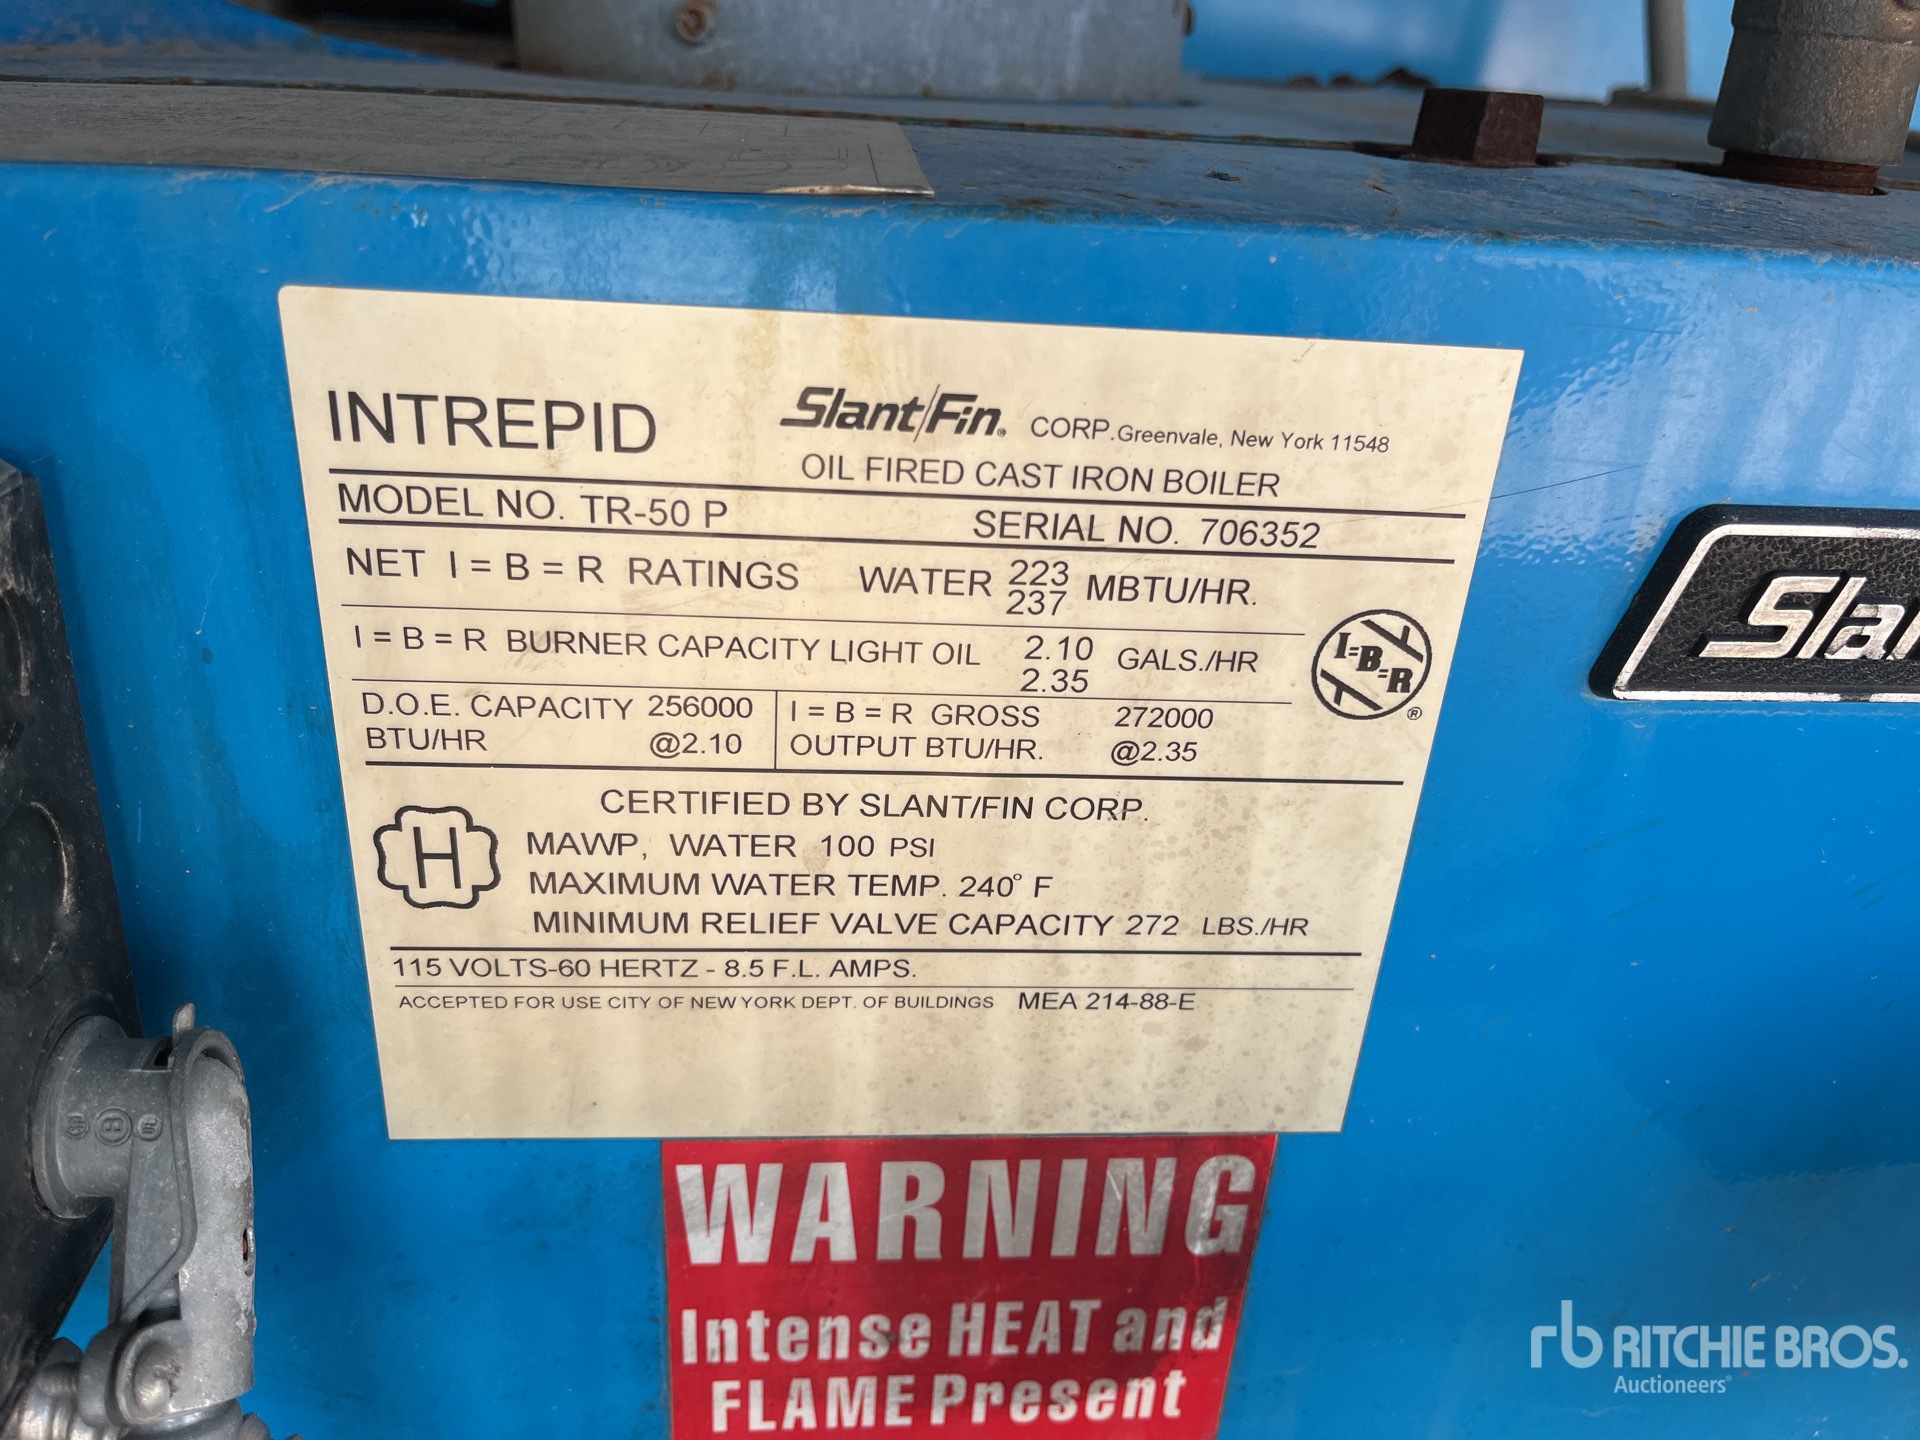 INTREPID Slant/Fin® CORP. Greenvale, New York 11548
OIL FIRED CAST IRON BOILER
MODEL NO. TR-50 P SERIAL NO. 706352
NET I=B=R RATINGS WATER 223 MBTU/HR.
237
I=B=R BURNER CAPACITY LIGHT OIL 2.10 GALS./HR
2.35
I=B=R
®
D.O.E. CAPACITY 256000 I=B=R GROSS 272000
BTU/HR @2.10 OUTPUT BTU/HR. @2.35
CERTIFIED BY SLANT/FIN CORP.
H
MAWP, WATER 100 PSI
MAXIMUM WATER TEMP. 240° F
MINIMUM RELIEF VALVE CAPACITY 272 LBS./HR
115 VOLTS-60 HERTZ - 8.5 F.L. AMPS.
ACCEPTED FOR USE CITY OF NEW YORK DEPT. OF BUILDINGS MEA 214-88-E
WARNING
Intense HEAT and
FLAME Present
Slan
rb RITCHIE BROS.
Auctioneers®